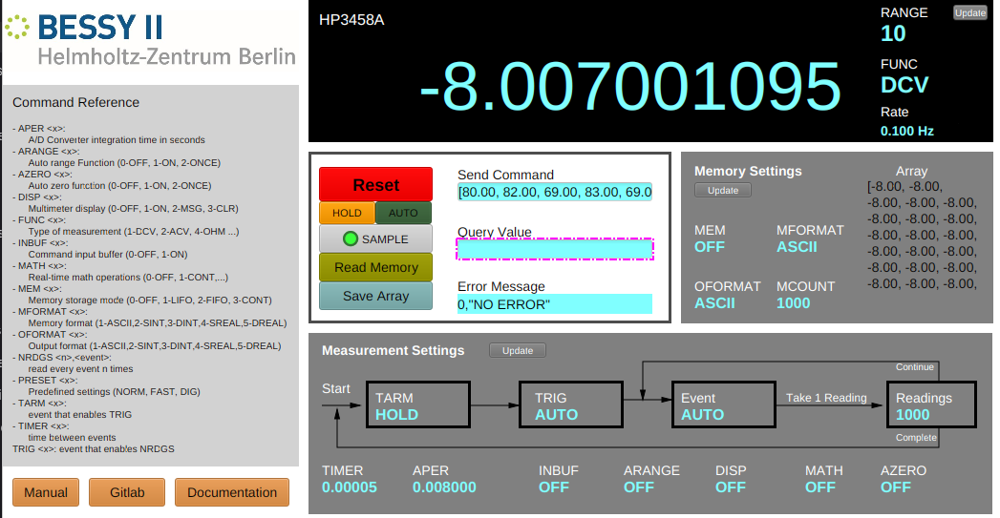 BESSY II
Helmholtz-Zentrum Berlin
Command Reference
- APER <x>:
A/D Converter integration time in seconds
- ARANGE <x>:
Auto range Function (0-OFF, 1-ON, 2-ONCE)
- AZERO <x>:
Auto zero function (0-OFF, 1-ON, 2-ONCE)
- DISP <x>:
Multimeter display (0-OFF, 1-ON, 2-MSG, 3-CLR)
- FUNC <x>:
Type of measurement (1-DCV, 2-ACV, 4-OHM ...)
- INBUF <x>:
Command input buffer (0-OFF, 1-ON)
- MATH <x>:
Real-time math operations (0-OFF, 1-CONT,...)
- MEM <x>:
Memory storage mode (0-OFF, 1-LIFO, 2-FIFO, 3-CONT)
- MFORMAT <x>:
Memory format (1-ASCII,2-SINT,3-DINT,4-SREAL,5-DREAL)
- OFORMAT <x>:
Output format (1-ASCII,2-SINT,3-DINT,4-SREAL,5-DREAL)
- NRDGS <n>,<event>:
read every event n times
- PRESET <x>:
Predefined settings (NORM, FAST, DIG)
- TARM <x>:
event that enables TRIG
- TIMER <x>:
time between events
TRIG <x>: event that enables NRDGS
Manual
Gitlab
Documentation
HP3458A
-8.007001095
RANGE
Update
10
FUNC
DCV
Rate
0.100 Hz
Reset
HOLD
AUTO
SAMPLE
Read Memory
Save Array
Send Command
[80.00, 82.00, 69.00, 83.00, 69.0
Query Value
Error Message
0,"NO ERROR"
Memory Settings
Update
MEM
OFF
MFORMAT
ASCII
OFORMAT
ASCII
MCOUNT
1000
Array
[-8.00, -8.00,
-8.00, -8.00, -8.00,
-8.00, -8.00, -8.00,
-8.00, -8.00, -8.00,
-8.00, -8.00, -8.00,
-8.00, -8.00, -8.00,
-8.00, -8.00, -8.00,
Measurement Settings
Update
Continue
Start
TARM
HOLD
TRIG
AUTO
Event
AUTO
Take 1 Reading
Readings
1000
Complete
TIMER
0.00005
APER
0.008000
INBUF
OFF
ARANGE
OFF
DISP
OFF
MATH
OFF
AZERO
OFF